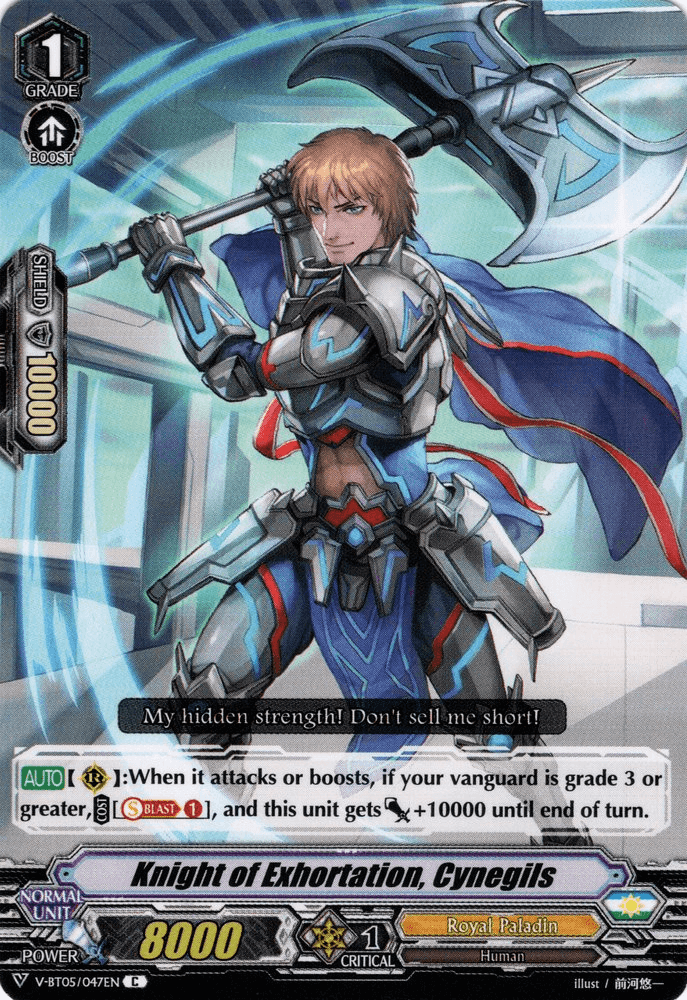 1
GRADE
BOOST
SHIELD
10000
My hidden strength! Don't sell me short!
AUTO【 R 】:When it attacks or boosts, if your vanguard is grade 3 or
greater, COST [ S BLAST 1 ], and this unit gets +10000 until end of turn.
Knight of Exhortation, Cynegils
NORMAL
UNIT
POWER
8000
1
CRITICAL
Royal Paladin
Human
V-BT05/047EN C
illust / 前河悠一